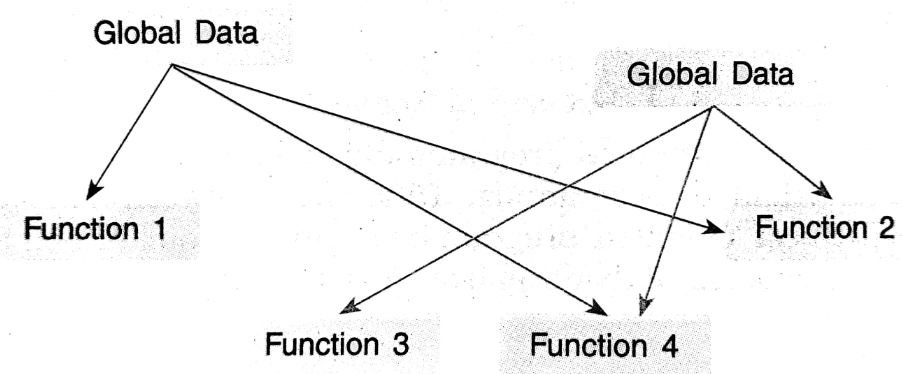 Global Data
Global Data
Function 1
Function 2
Function 3
Function 4